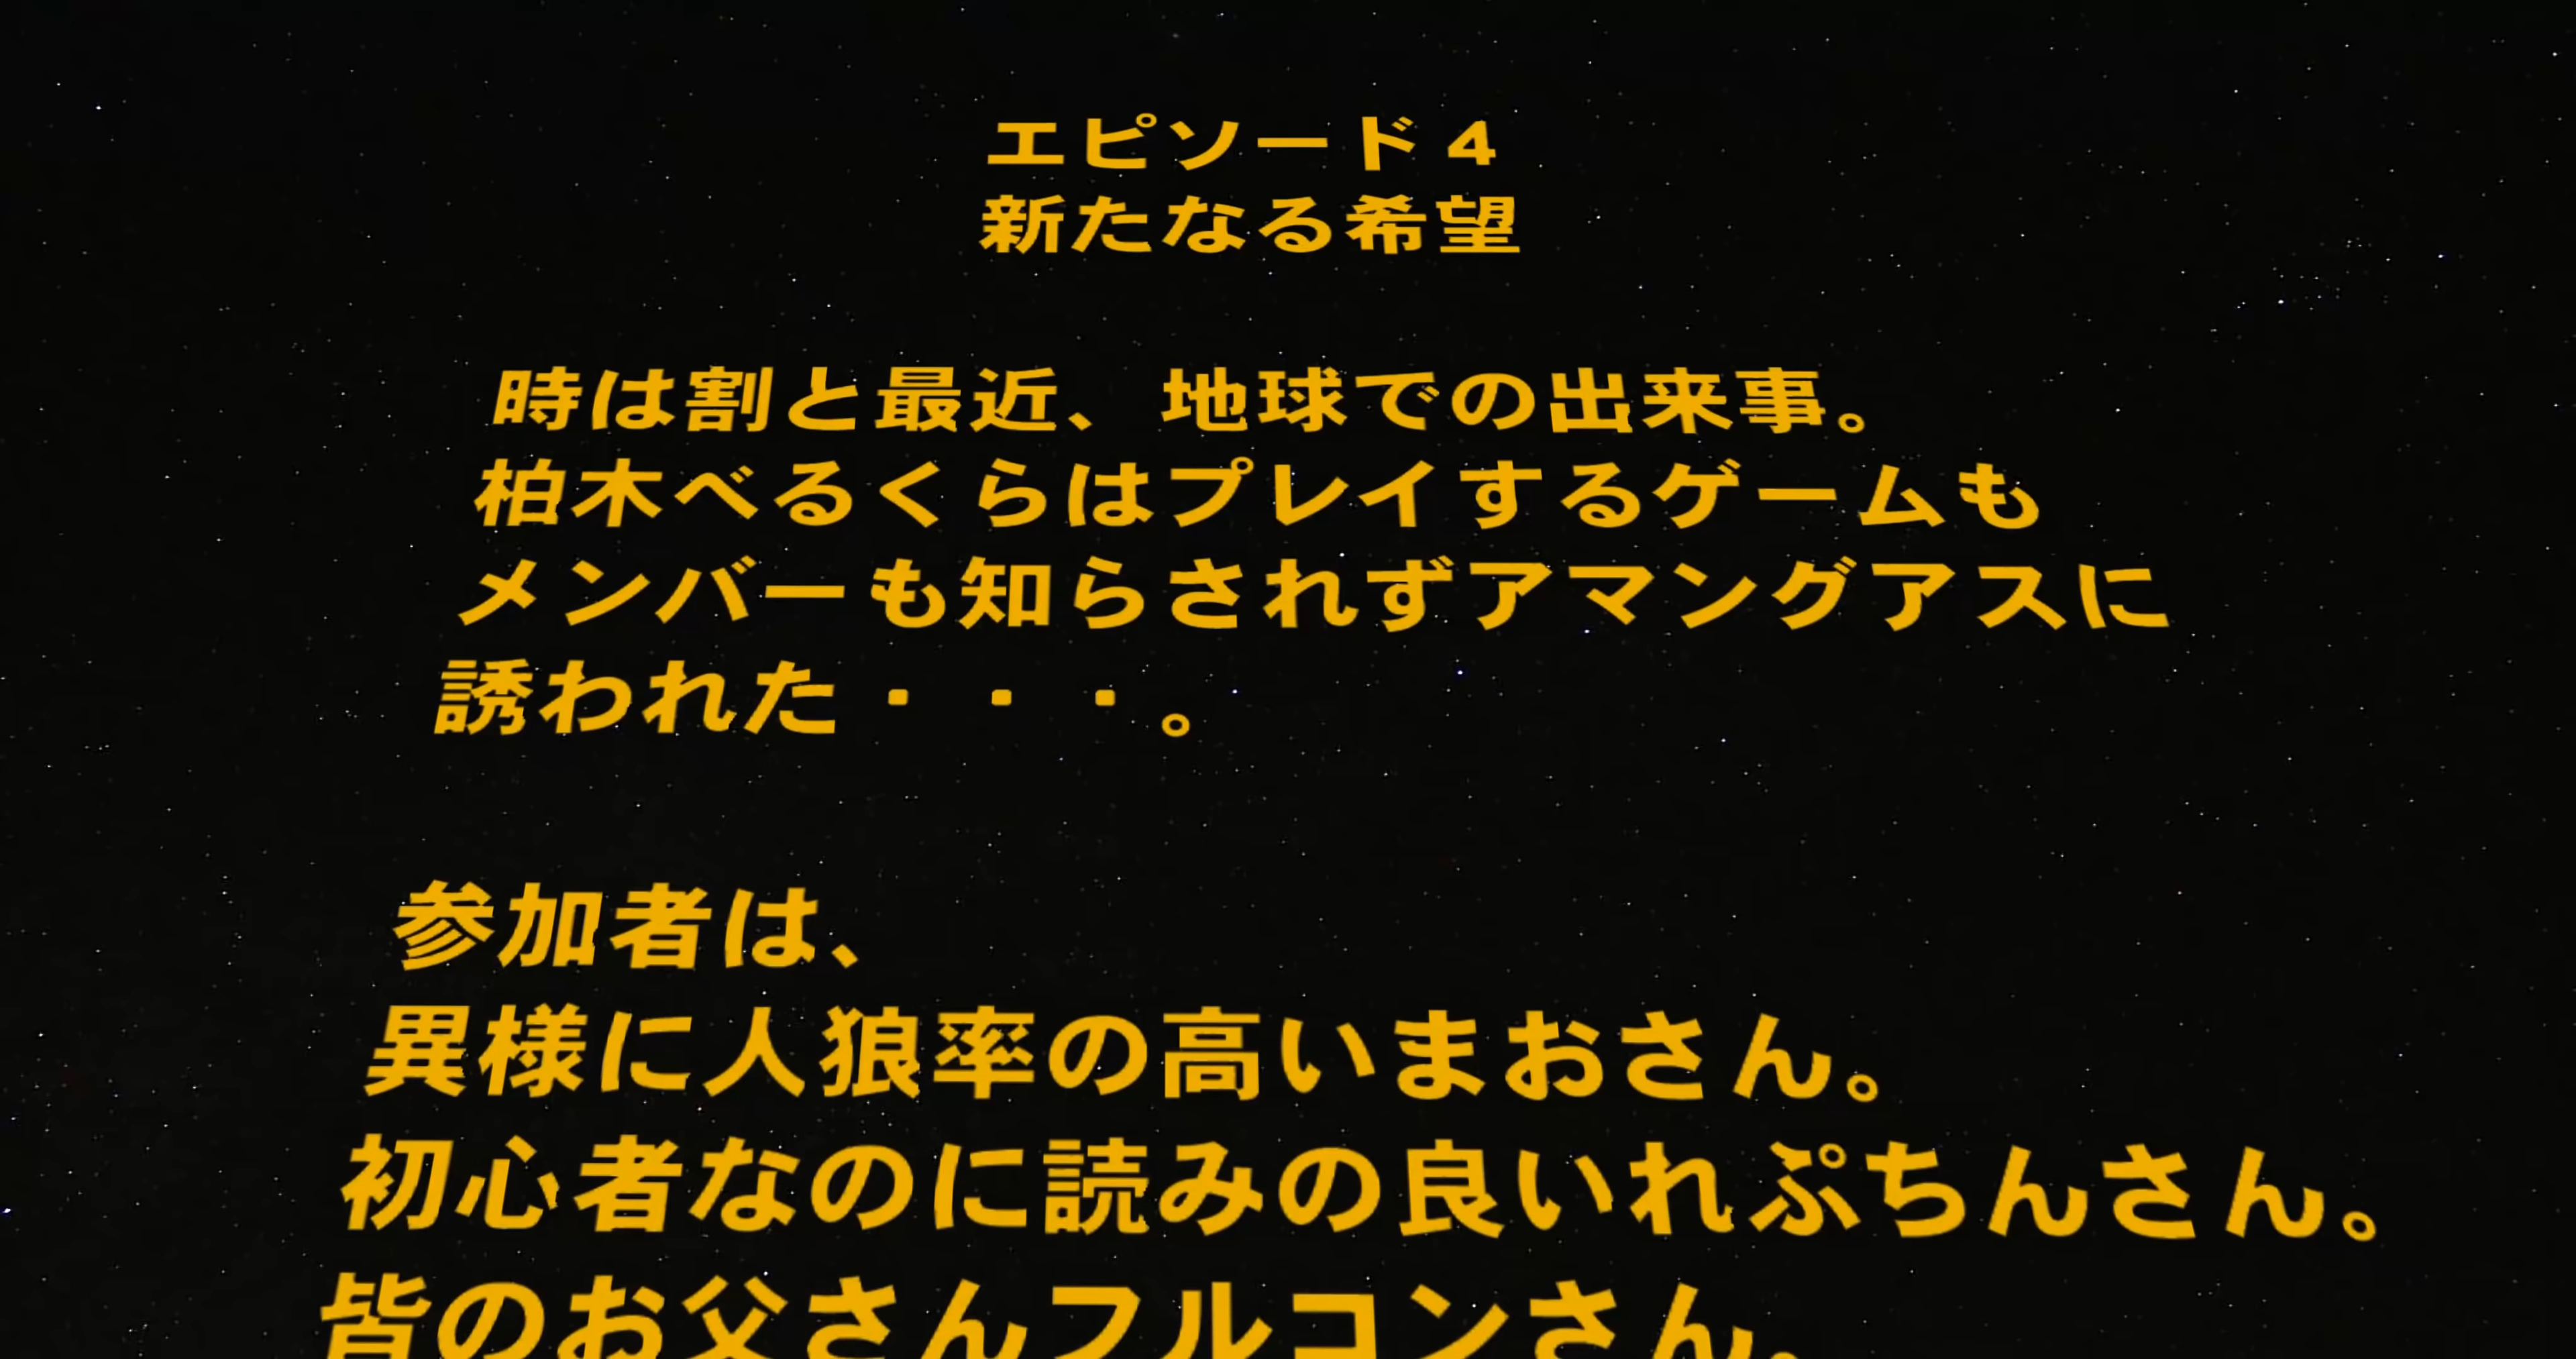 エピソード4
新たなる希望
時は割と最近、地球での出来事。
柏木べるくらはプレイするゲームも
メンバーも知らされずアマングアスに
誘われた・・・。
参加者は、
異様に人狼率の高いまおさん。
初心者なのに読みの良いれぷちんさん。
皆のお父さんフルコンさん。